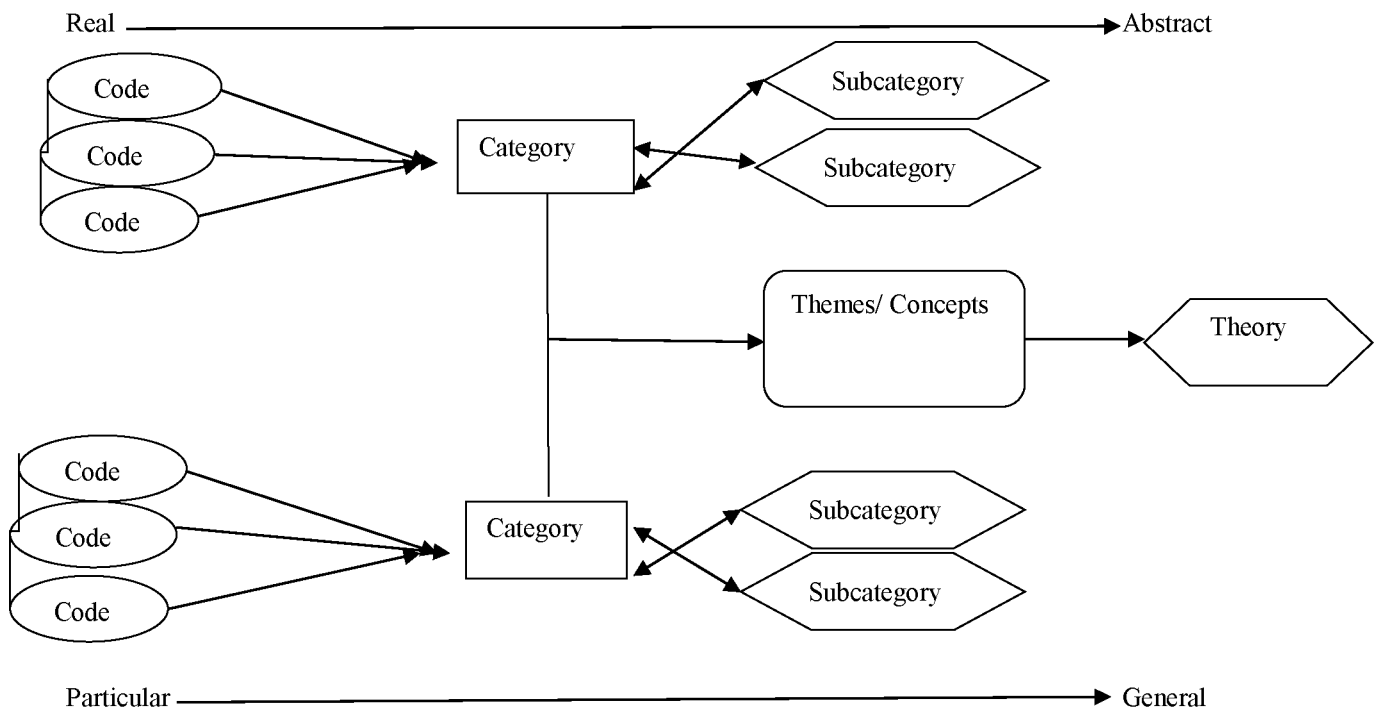 Real
Abstract
Code
Subcategory
Category
Code
Subcategory
Code
Themes/ Concepts
Theory
Code
Subcategory
Category
Code
Subcategory
Code
Particular
General